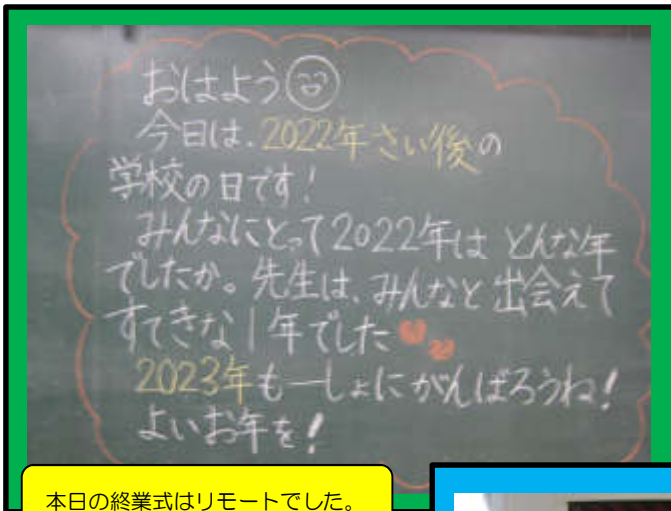 おはよう
今日は、2022年さい後の
学校の日です!
みんなにとって2022年は どんな年
でしたか。先生は、みんなと出会えて
すてきな1年でした
2023年も一しょにがんばろうね!
よいお年を!
本日の終業式はリモートでした。